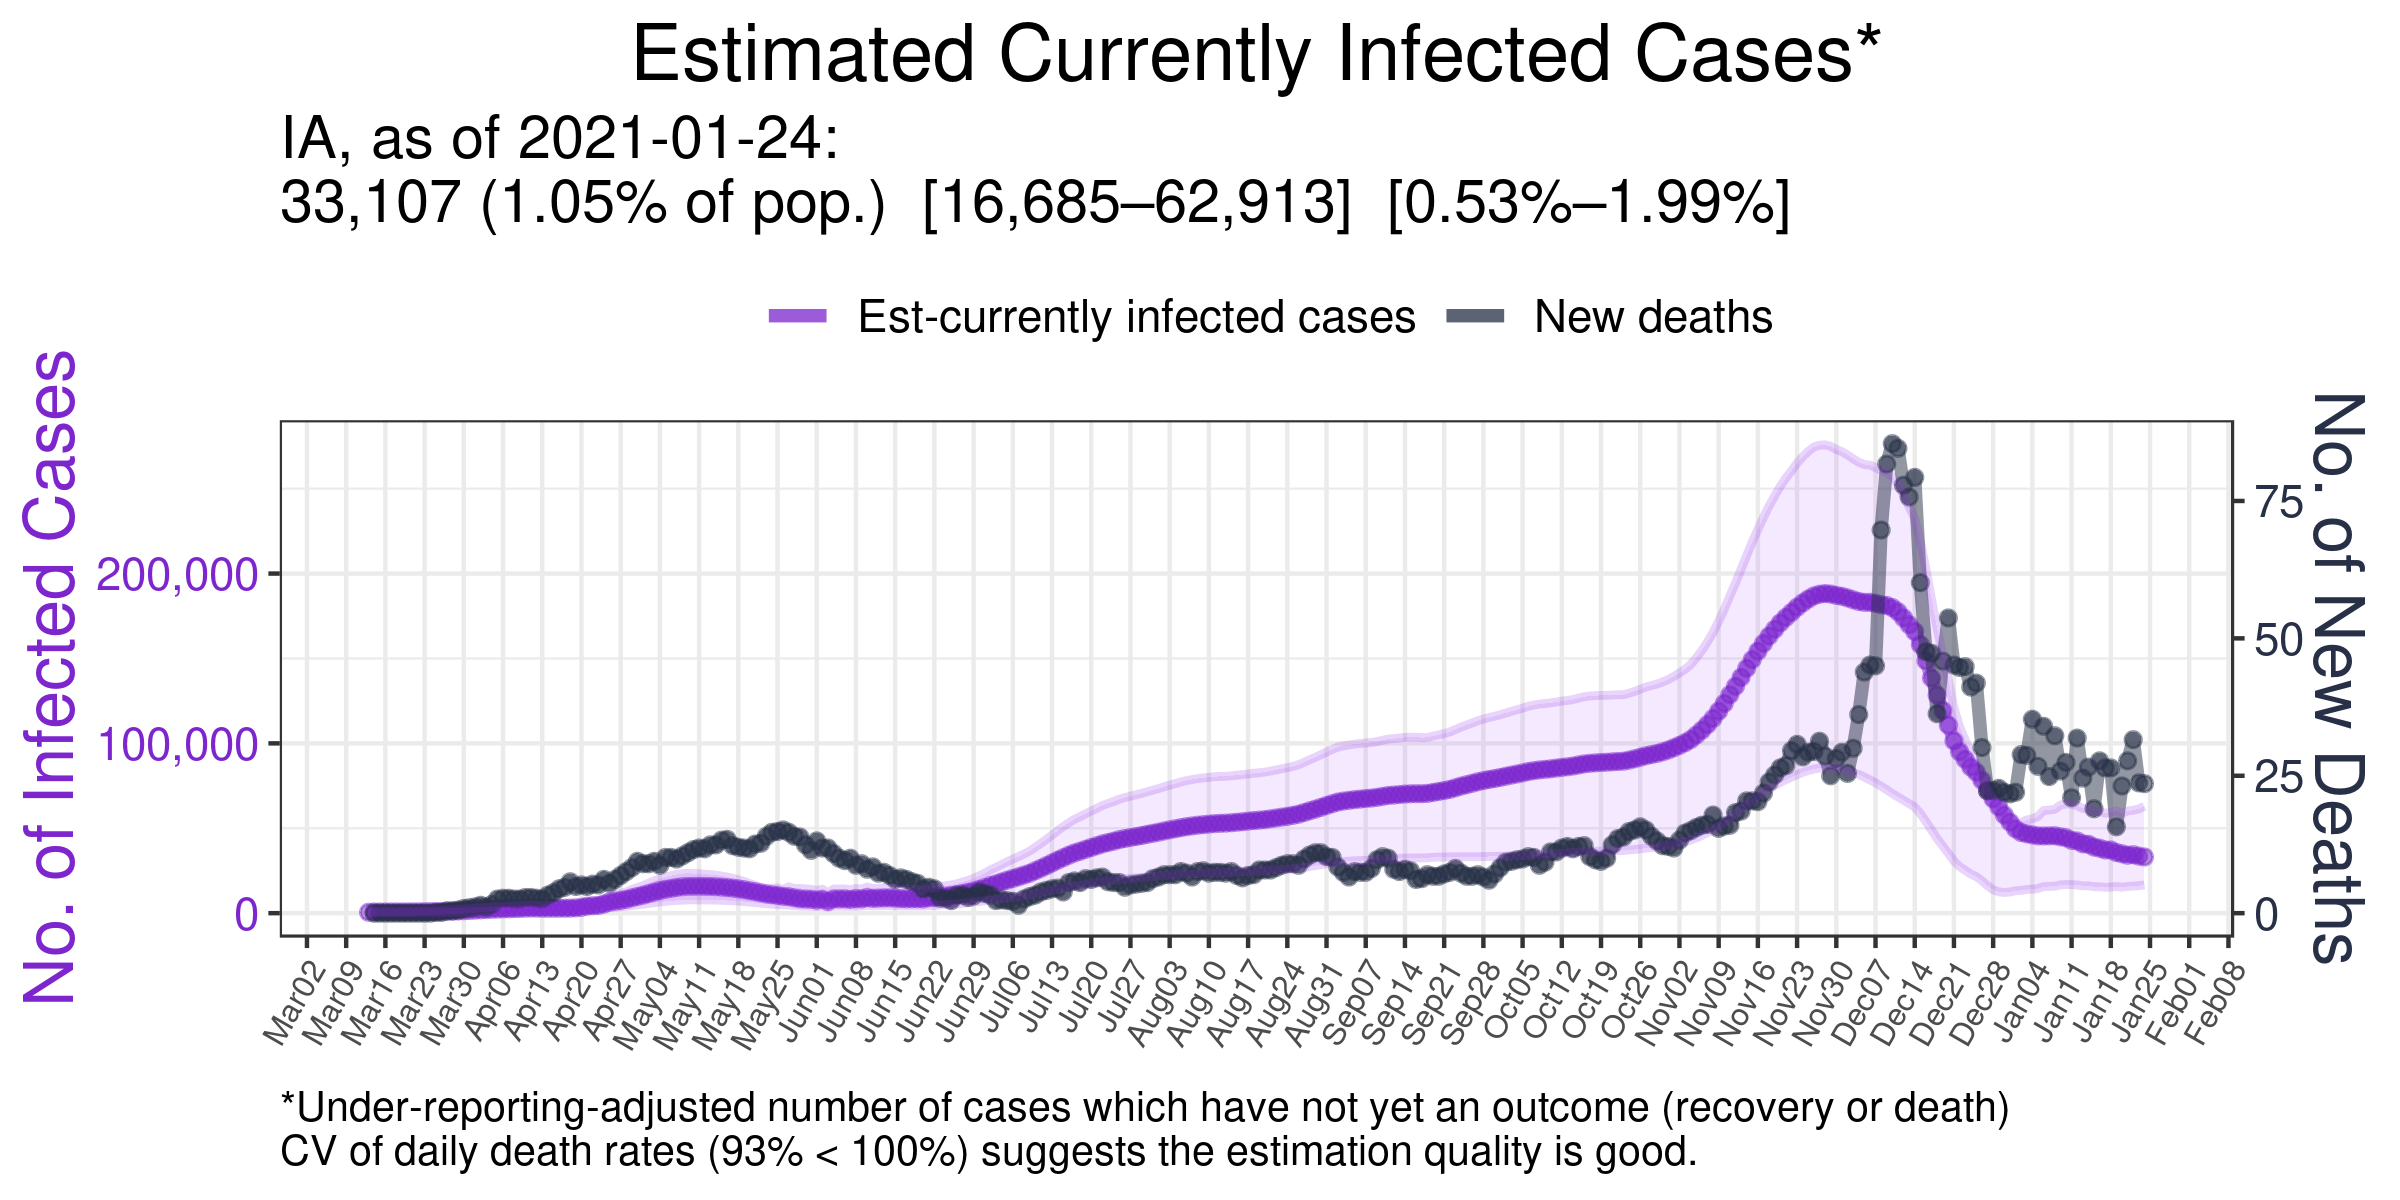 Estimated Currently Infected Cases*
IA, as of 2021-01-24:
33,107 (1.05% of pop.) [16,685–62,913] [0.53%–1.99%]
Est-currently infected cases New deaths
No. of Infected Cases
200,000
100,000
0
75
50
25
0
No. of New Deaths
Mar02 Mar09 Mar16 Mar23 Mar30 Apr06 Apr13 Apr20 Apr27 May04 May11 May18 May25 Jun01 Jun08 Jun15 Jun22 Jun29 Jul06 Jul13 Jul20 Jul27 Aug03 Aug10 Aug17 Aug24 Aug31 Sep07 Sep14 Sep21 Sep28 Oct05 Oct12 Oct19 Oct26 Nov02 Nov09 Nov16 Nov23 Nov30 Dec07 Dec14 Dec21 Dec28 Jan04 Jan11 Jan18 Jan25 Feb01 Feb08
*Under-reporting-adjusted number of cases which have not yet an outcome (recovery or death)
CV of daily death rates (93% < 100%) suggests the estimation quality is good.